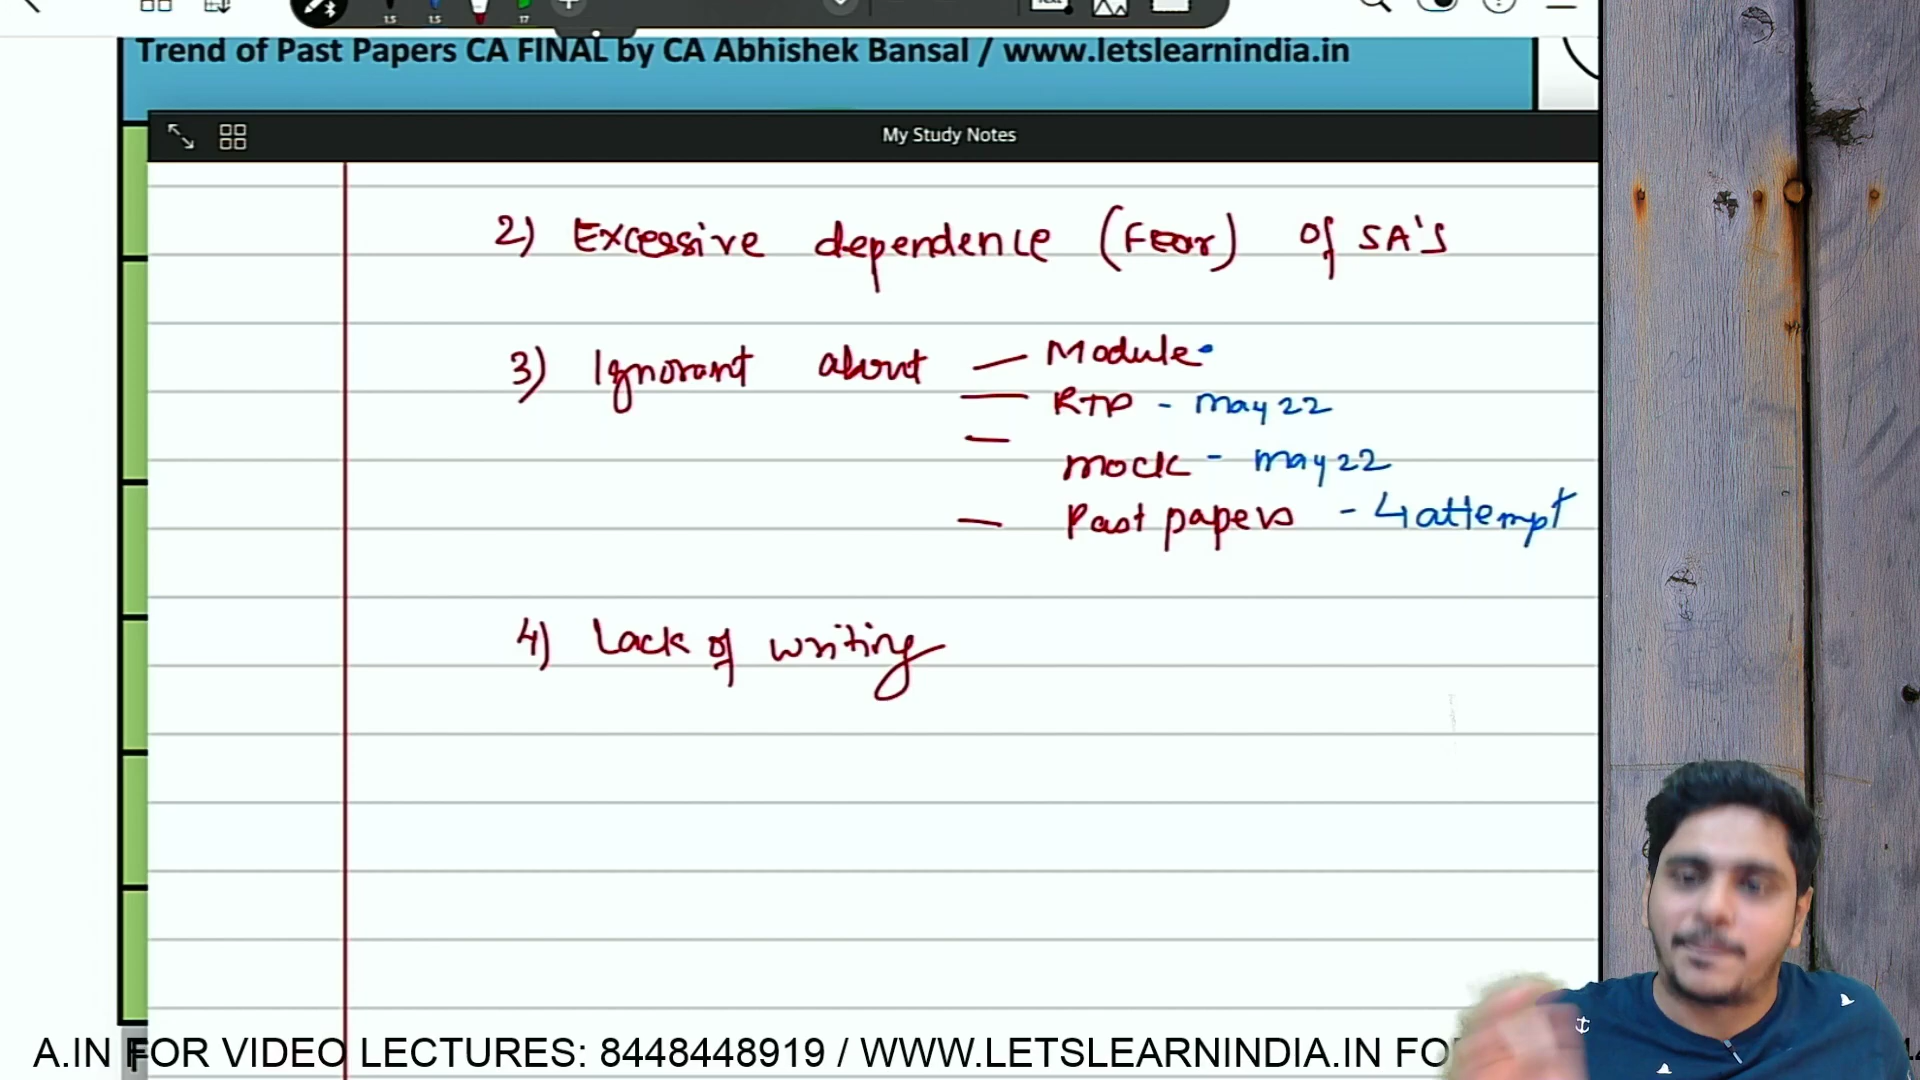 Trend of Past Papers CA FINAL by CA Abhishek Bansal / www.letslearnindia.in
My Study Notes
2) Excessive dependence (Fear) of SA's
3) Ignorant about — Module
— RTP - may 22
— mock - may 22
— Past papers - 4 attempt
4) Lack of writing
A.IN FOR VIDEO LECTURES: 8448448919 / WWW.LETSLEARNINDIA.IN FO